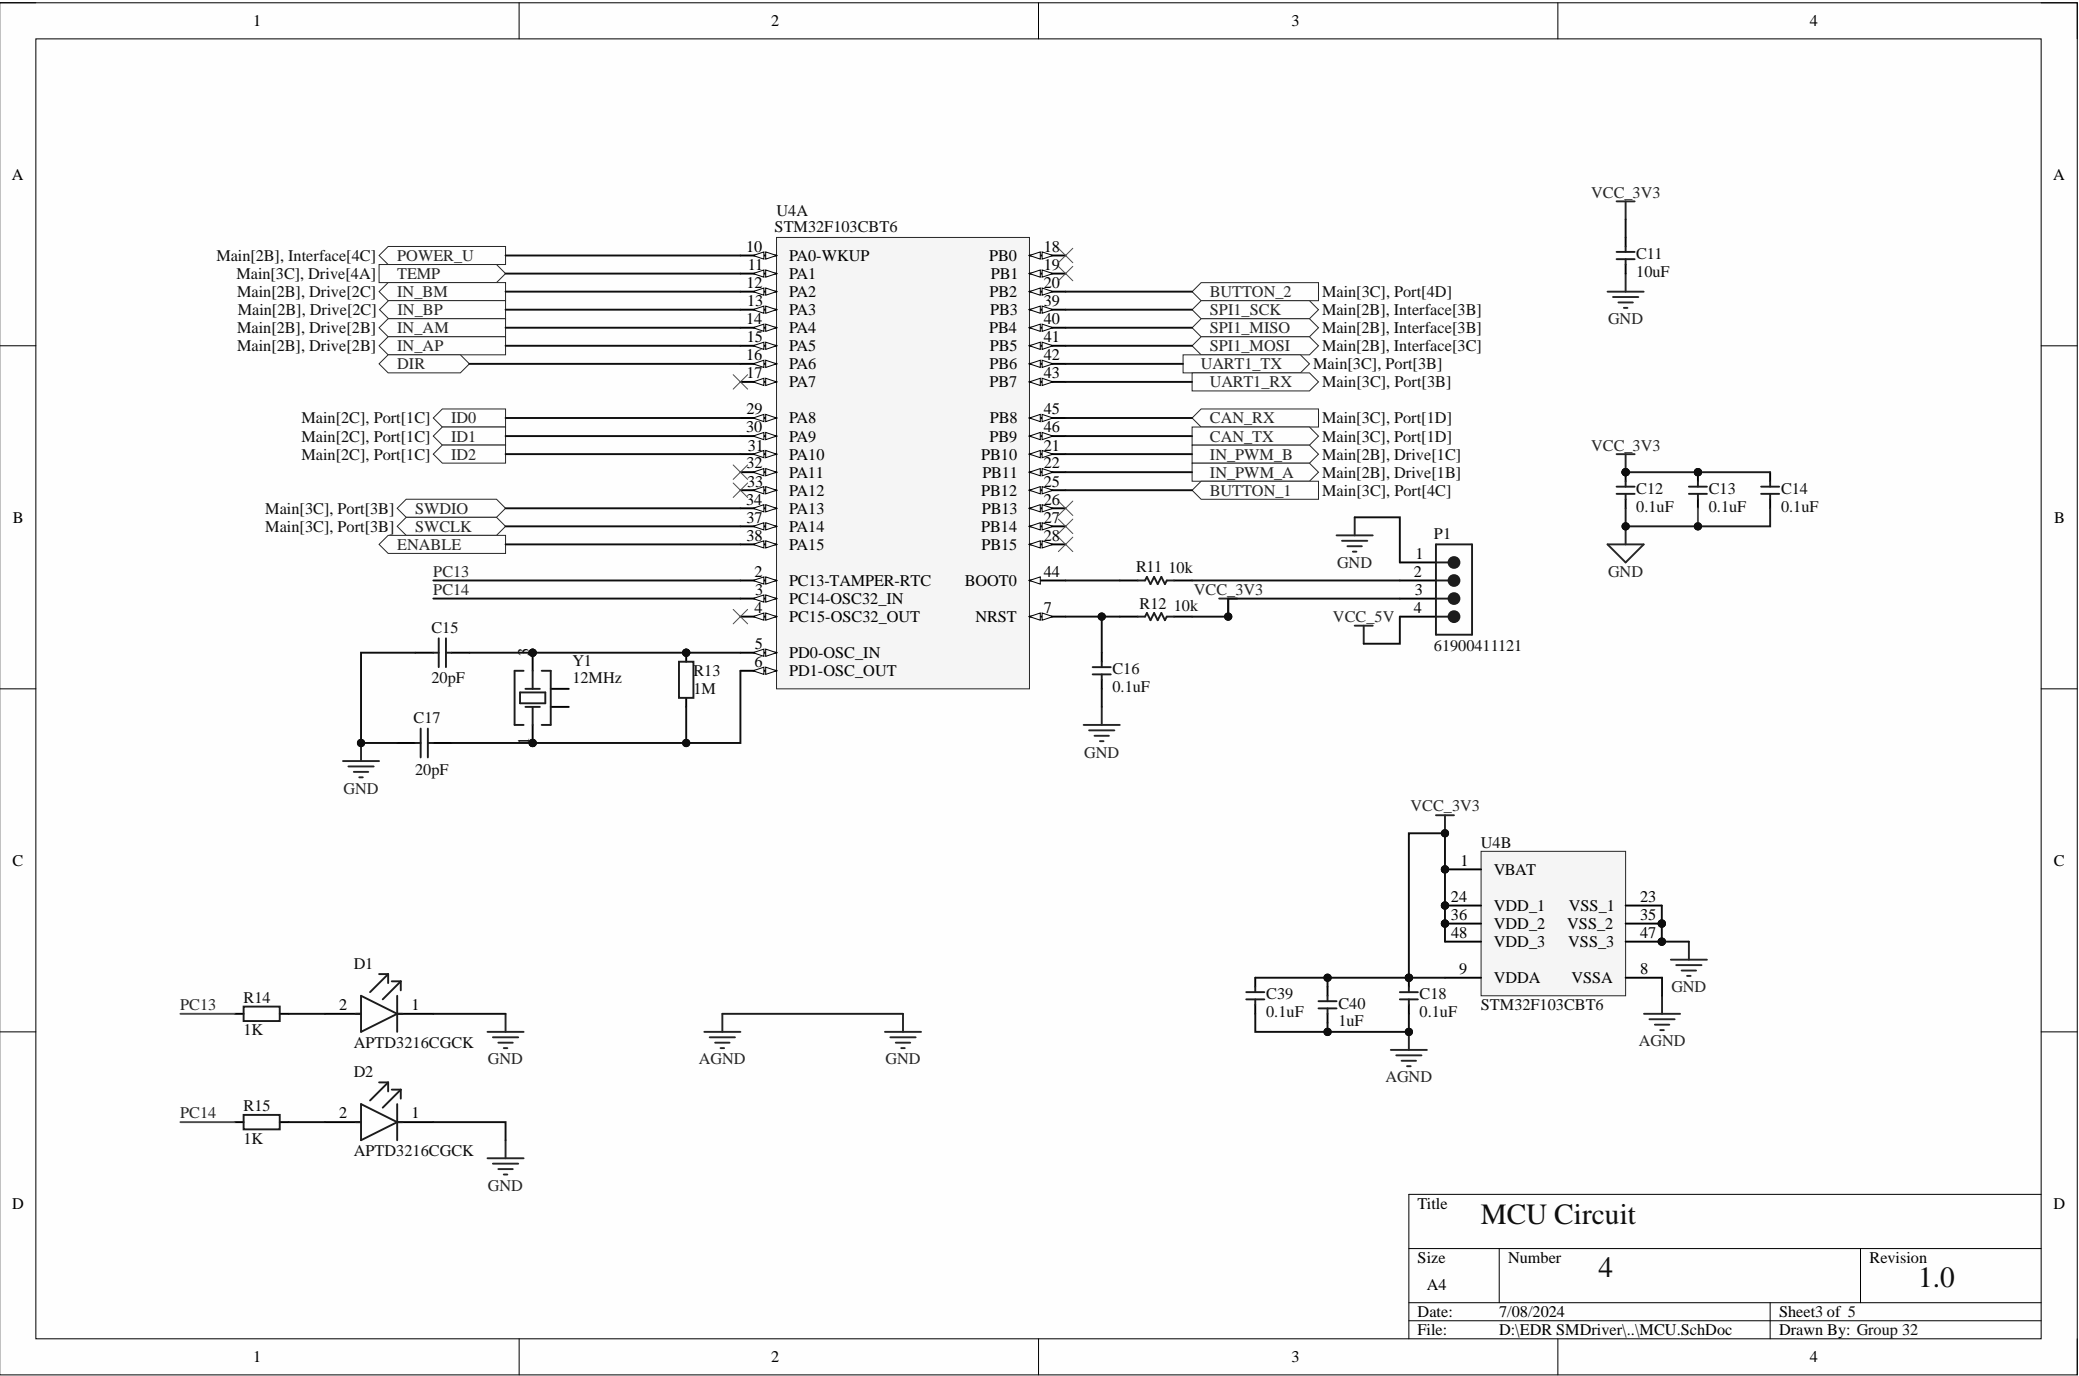 1 2 3 4
A A
U4A
STM32F103CBT6
Main[2B], Interface[4C] POWER_U 10 PA0-WKUP PB0 18
Main[3C], Drive[4A] TEMP 11 PA1 PB1 19
Main[2B], Drive[2C] IN_BM 12 PA2 PB2 20 BUTTON_2 Main[3C], Port[4D]
Main[2B], Drive[2C] IN_BP 13 PA3 PB3 39 SPI1_SCK Main[2B], Interface[3B]
Main[2B], Drive[2B] IN_AM 14 PA4 PB4 40 SPI1_MISO Main[2B], Interface[3B]
Main[2B], Drive[2B] IN_AP 15 PA5 PB5 41 SPI1_MOSI Main[2B], Interface[3C]
DIR 16 PA6 PB6 42 UART1_TX Main[3C], Port[3B]
17 PA7 PB7 43 UART1_RX Main[3C], Port[3B]
Main[2C], Port[1C] ID0 29 PA8 PB8 45 CAN_RX Main[3C], Port[1D]
Main[2C], Port[1C] ID1 30 PA9 PB9 46 CAN_TX Main[3C], Port[1D]
Main[2C], Port[1C] ID2 31 PA10 PB10 21 IN_PWM_B Main[2B], Drive[1C]
32 PA11 PB11 22 IN_PWM_A Main[2B], Drive[1B]
33 PA12 PB12 25 BUTTON_1 Main[3C], Port[4C]
Main[3C], Port[3B] SWDIO 34 PA13 PB13 26
Main[3C], Port[3B] SWCLK 37 PA14 PB14 27
ENABLE 38 PA15 PB15 28
PC13 2 PC13-TAMPER-RTC BOOT0 44 R11 10k
PC14 3 PC14-OSC32_IN
4 PC15-OSC32_OUT NRST 7 R12 10k
VCC_3V3
5 PD0-OSC_IN
6 PD1-OSC_OUT
GND
P1
1
2
3
4
VCC_5V
61900411121
C16
0.1uF
GND
C15
20pF
Y1
12MHz
R13
1M
C17
20pF
GND
VCC_3V3
C11
10uF
GND
VCC_3V3
C12 C13 C14
0.1uF 0.1uF 0.1uF
GND
B B
VCC_3V3
U4B
1 VBAT
24 VDD_1 VSS_1 23
36 VDD_2 VSS_2 35
48 VDD_3 VSS_3 47
9 VDDA VSSA 8
STM32F103CBT6
GND
AGND
C39 C40 C18
0.1uF 1uF 0.1uF
AGND
C C
D1
PC13 R14 2 1
1K APTD3216CGCK
GND
AGND GND
D2
PC14 R15 2 1
1K APTD3216CGCK
GND
D D
Title MCU Circuit
Size Number Revision
A4 4 1.0
Date: 7/08/2024 Sheet3 of 5
File: D:\EDR SMDriver\..\MCU.SchDoc Drawn By: Group 32
1 2 3 4